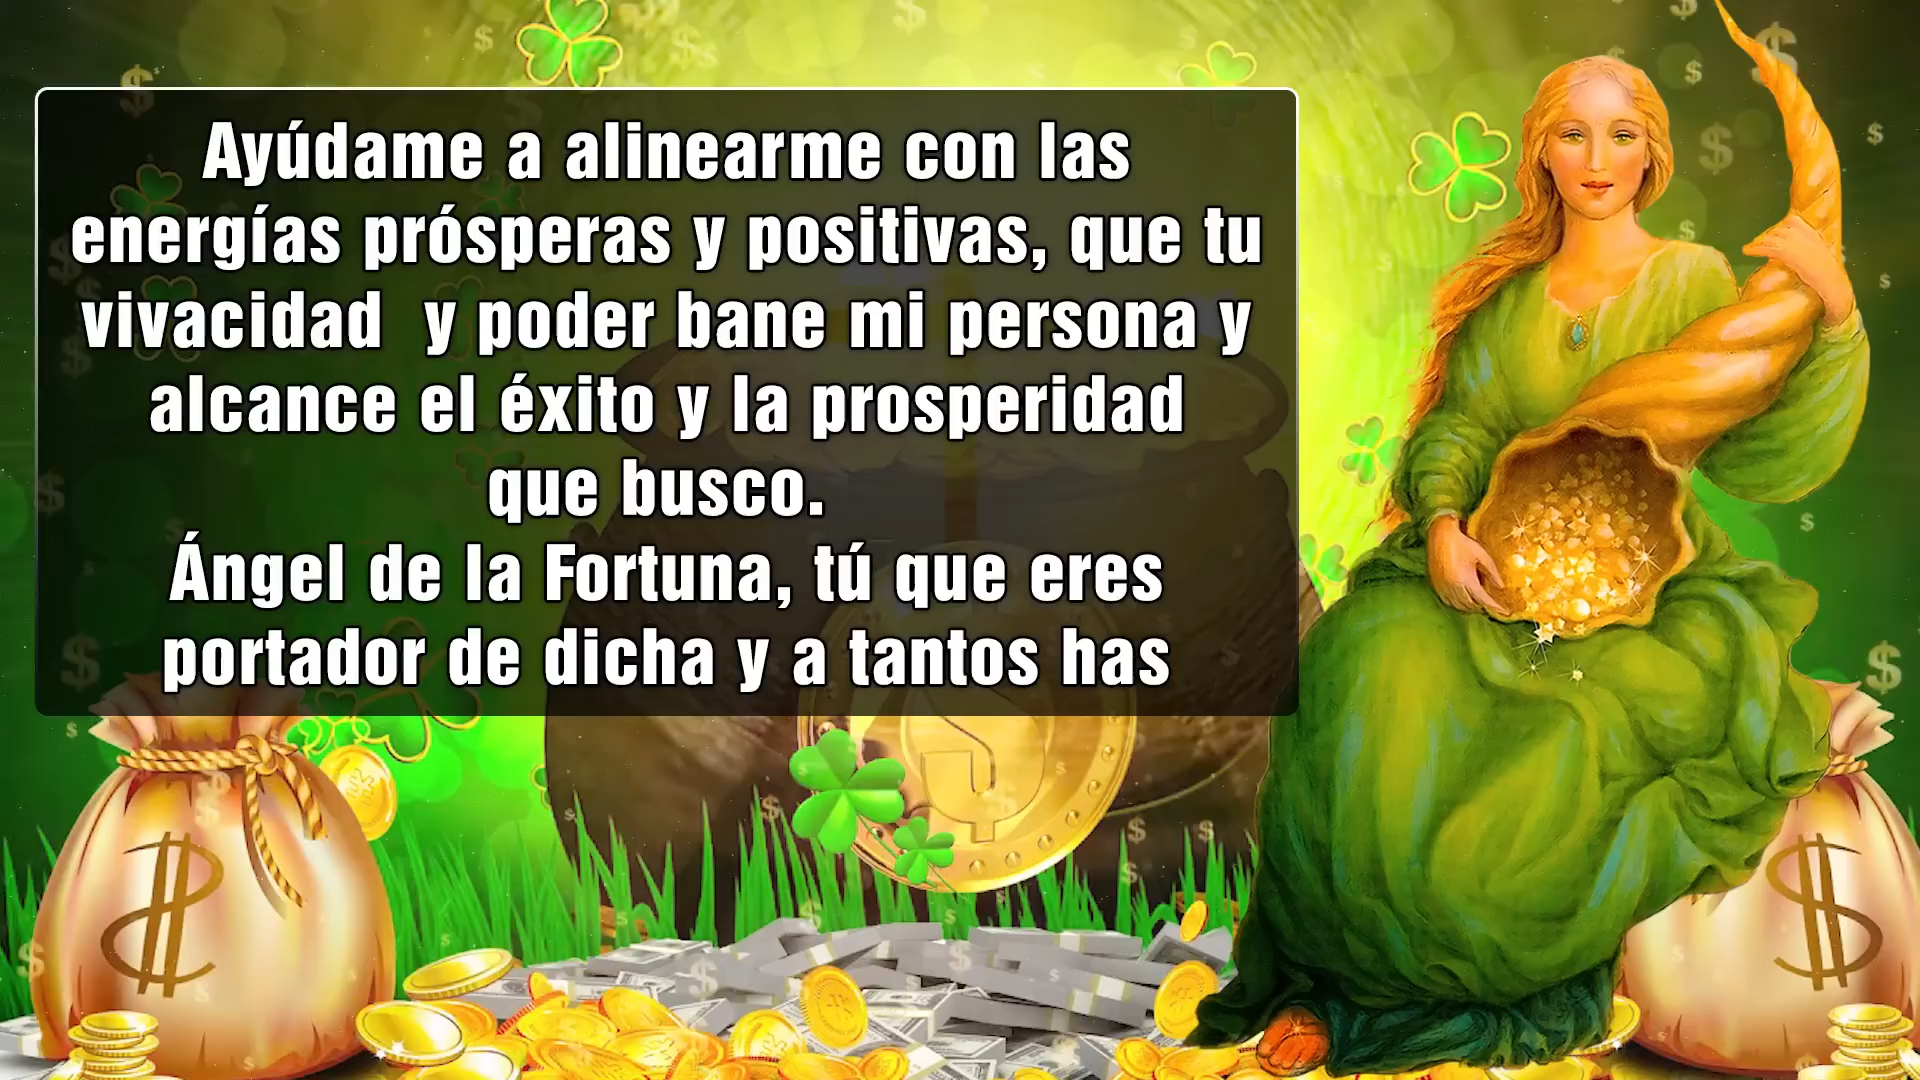 Ayúdame a alinearme con las
energías prósperas y positivas, que tu
vivacidad  y poder bane mi persona y
alcance el éxito y la prosperidad
que busco.
Ángel de la Fortuna, tú que eres
portador de dicha y a tantos has